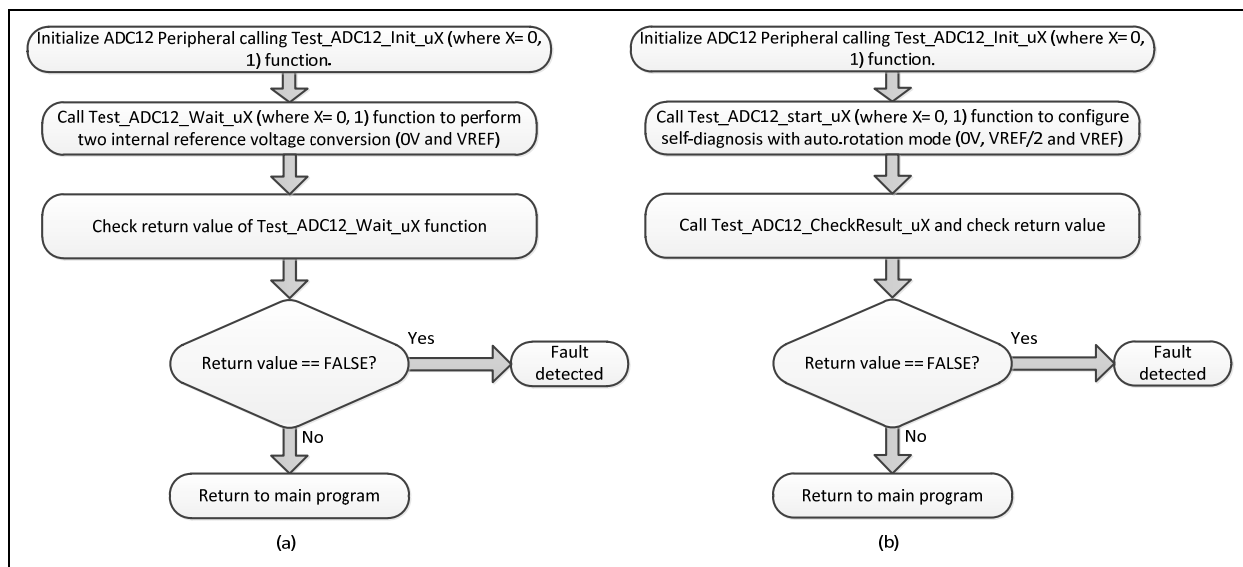 Initialize ADC12 Peripheral calling Test_ADC12_Init_uX (where X= 0,
1) function.
Call Test_ADC12_Wait_uX (where X= 0, 1) function to perform
two internal reference voltage conversion (0V and VREF)
Check return value of Test_ADC12_Wait_uX function
Return value == FALSE?
Yes
Fault
detected
No
Return to main program
(a)
Initialize ADC12 Peripheral calling Test_ADC12_Init_uX (where X= 0,
1) function.
Call Test_ADC12_start_uX (where X= 0, 1) function to configure
self-diagnosis with auto.rotation mode (0V, VREF/2 and VREF)
Call Test_ADC12_CheckResult_uX and check return value
Return value == FALSE?
Yes
Fault
detected
No
Return to main program
(b)